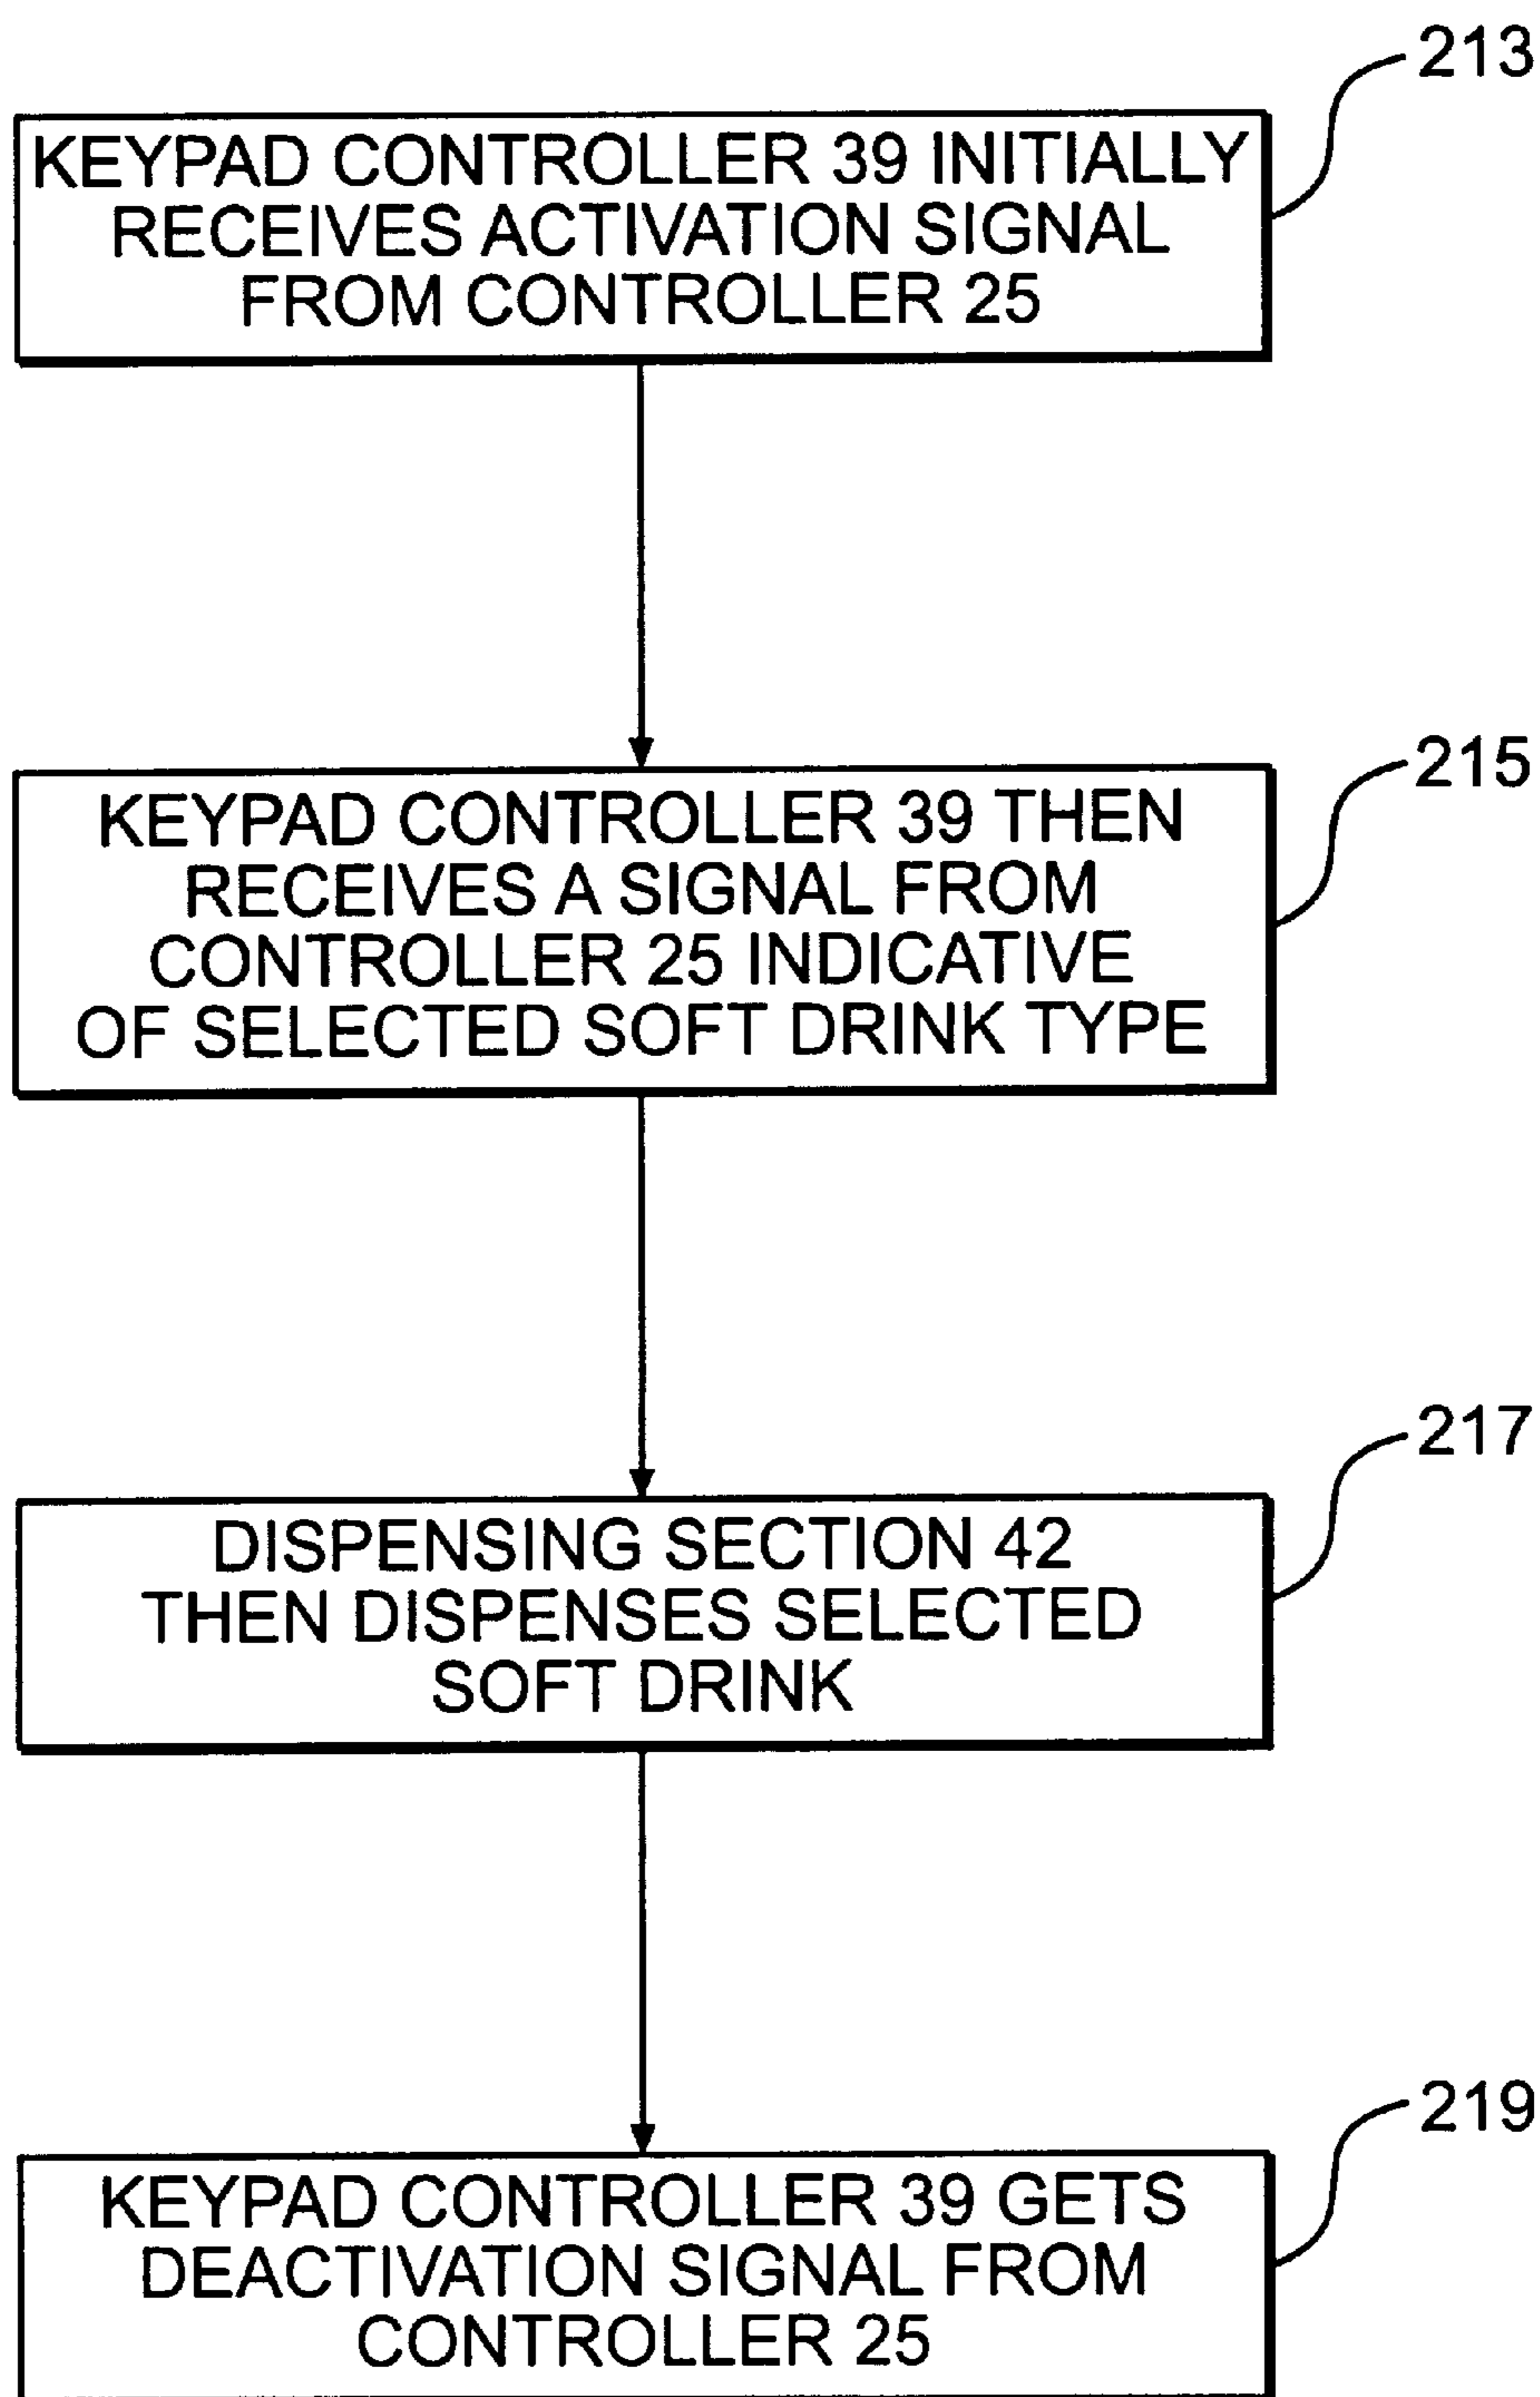 213
KEYPAD CONTROLLER 39 INITIALLY
RECEIVES ACTIVATION SIGNAL
FROM CONTROLLER 25
215
KEYPAD CONTROLLER 39 THEN
RECEIVES A SIGNAL FROM
CONTROLLER 25 INDICATIVE
OF SELECTED SOFT DRINK TYPE
217
DISPENSING SECTION 42
THEN DISPENSES SELECTED
SOFT DRINK
219
KEYPAD CONTROLLER 39 GETS
DEACTIVATION SIGNAL FROM
CONTROLLER 25